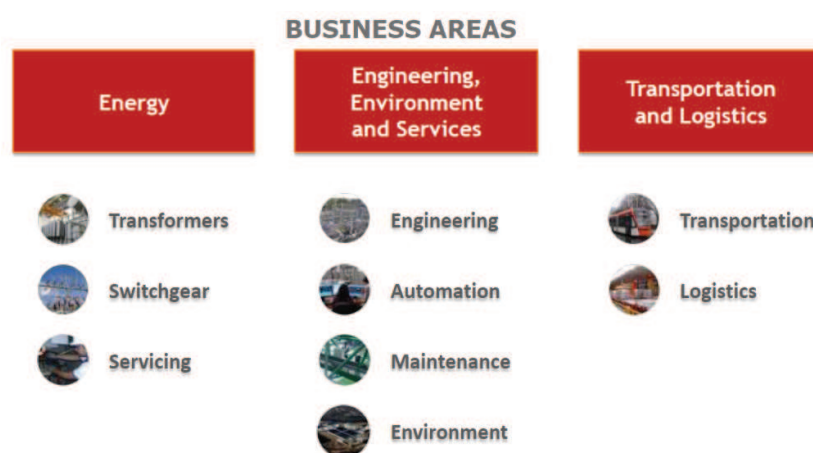 BUSINESS AREAS
Energy
Engineering,
Environment
and Services
Transportation
and Logistics
Transformers
Switchgear
Servicing
Engineering
Automation
Maintenance
Environment
Transportation
Logistics